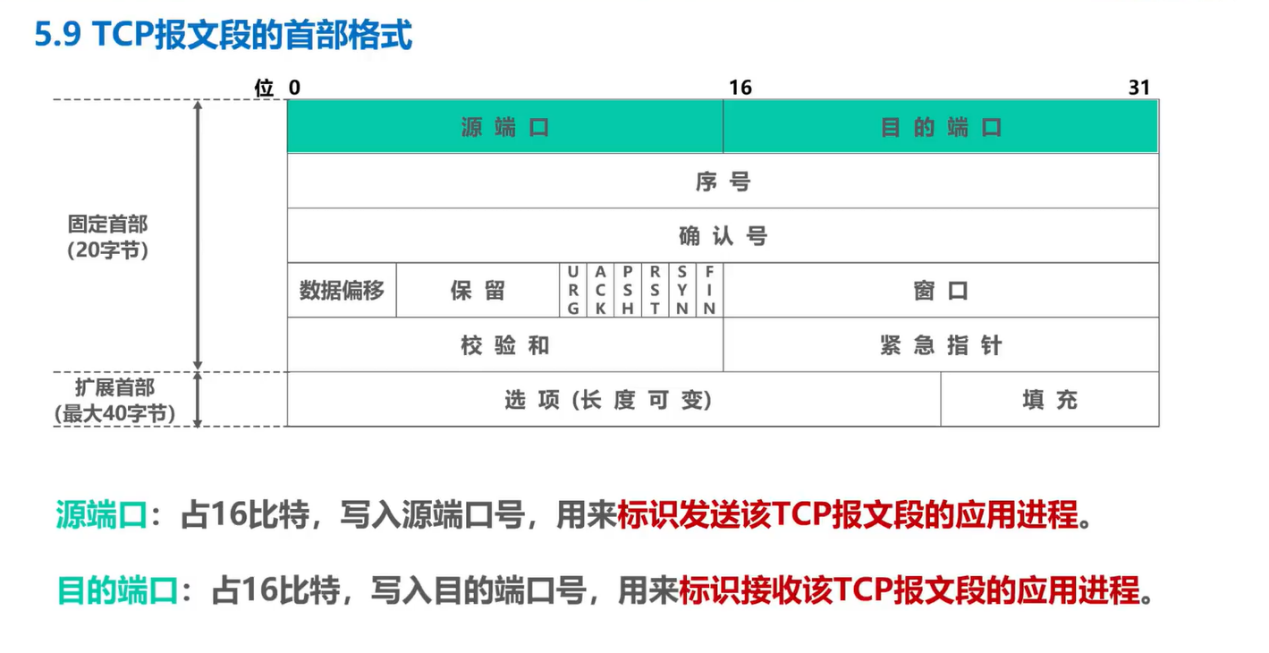 5.9 TCP报文段的首部格式
位 0 16 31
源端口 目的端口
序号
固定首部
(20字节)
确认号
数据偏移 保留 URG ACK PSH RST SYN FIN 窗口
校验和 紧急指针
扩展首部
(最大40字节)
选项(长度可变) 填充
源端口：占16比特，写入源端口号，用来标识发送该TCP报文段的应用进程。
目的端口：占16比特，写入目的端口号，用来标识接收该TCP报文段的应用进程。